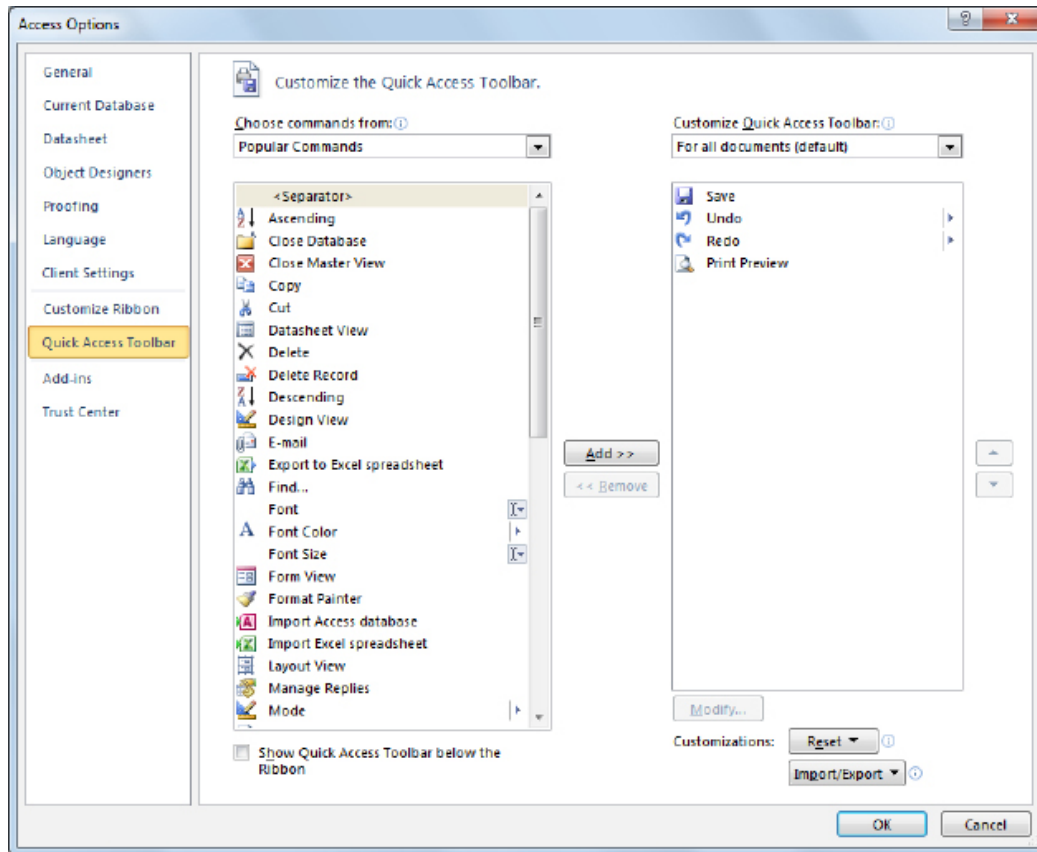 Access Options
General
Current Database
Datasheet
Object Designers
Proofing
Language
Client Settings
Customize Ribbon
Quick Access Toolbar
Add-ins
Trust Center
Customize the Quick Access Toolbar.
Choose commands from:
Popular Commands
<Separator>
Ascending
Close Database
Close Master View
Copy
Cut
Datasheet View
Delete
Delete Record
Descending
Design View
E-mail
Export to Excel spreadsheet
Find...
Font
Font Color
Font Size
Form View
Format Painter
Import Access database
Import Excel spreadsheet
Layout View
Manage Replies
Mode
Show Quick Access Toolbar below the
Ribbon
Add >>
<< Remove
Customize Quick Access Toolbar:
For all documents (default)
Save
Undo
Redo
Print Preview
Modify...
Customizations:
Reset
Import/Export
OK
Cancel